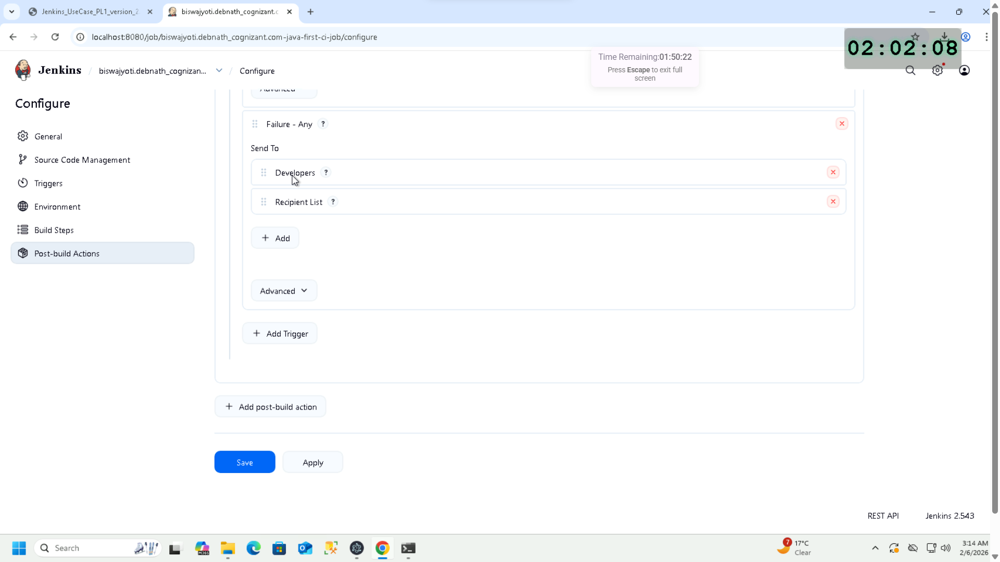 Jenkins_UseCase_PL1_version_2
biswajyoti.debnath_cognizant.c
localhost:8080/job/biswajyoti.debnath_cognizant.com-java-first-ci-job/configure
02:02:08
Time Remaining:01:50:22
Press Escape to exit full
screen
Jenkins / biswajyoti.debnath_cognizan... / Configure
Configure
General
Source Code Management
Triggers
Environment
Build Steps
Post-build Actions
Advanced
Failure - Any ?
Send To
Developers ?
Recipient List ?
+ Add
Advanced
+ Add Trigger
+ Add post-build action
Save
Apply
REST API
Jenkins 2.543
Search
M365
7
17°C
Clear
3:14 AM
2/6/2026